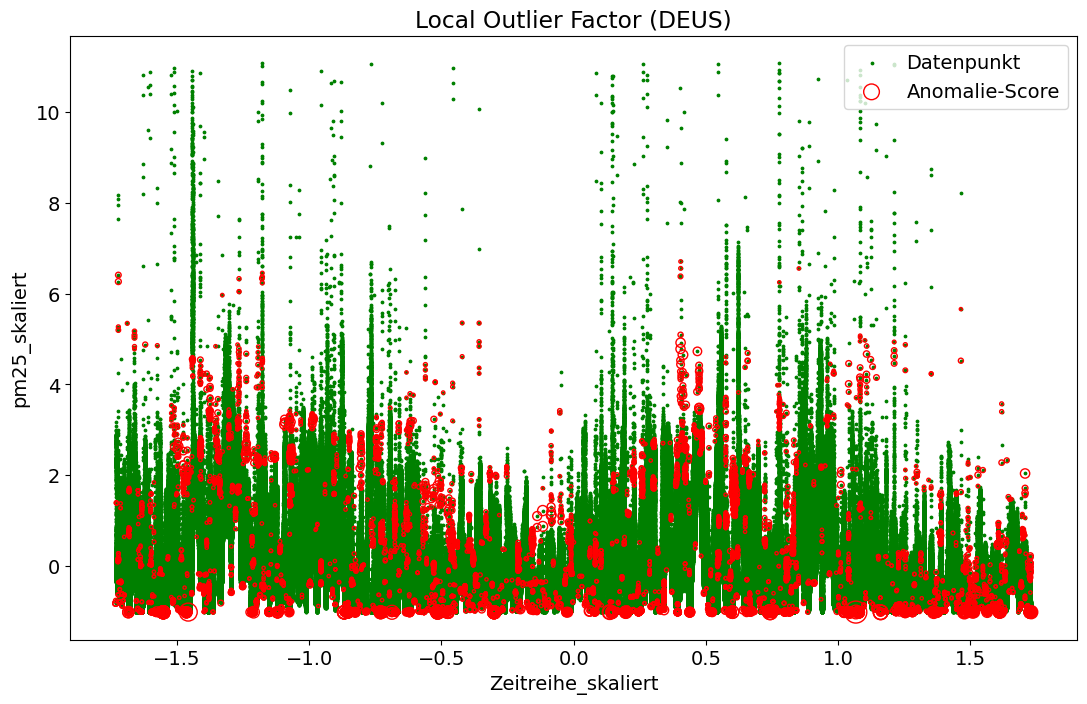 Local Outlier Factor (DEUS)
Datenpunkt
Anomalie-Score
pm25_skaliert
10
8
6
4
2
0
−1.5 −1.0 −0.5 0.0 0.5 1.0 1.5
Zeitreihe_skaliert